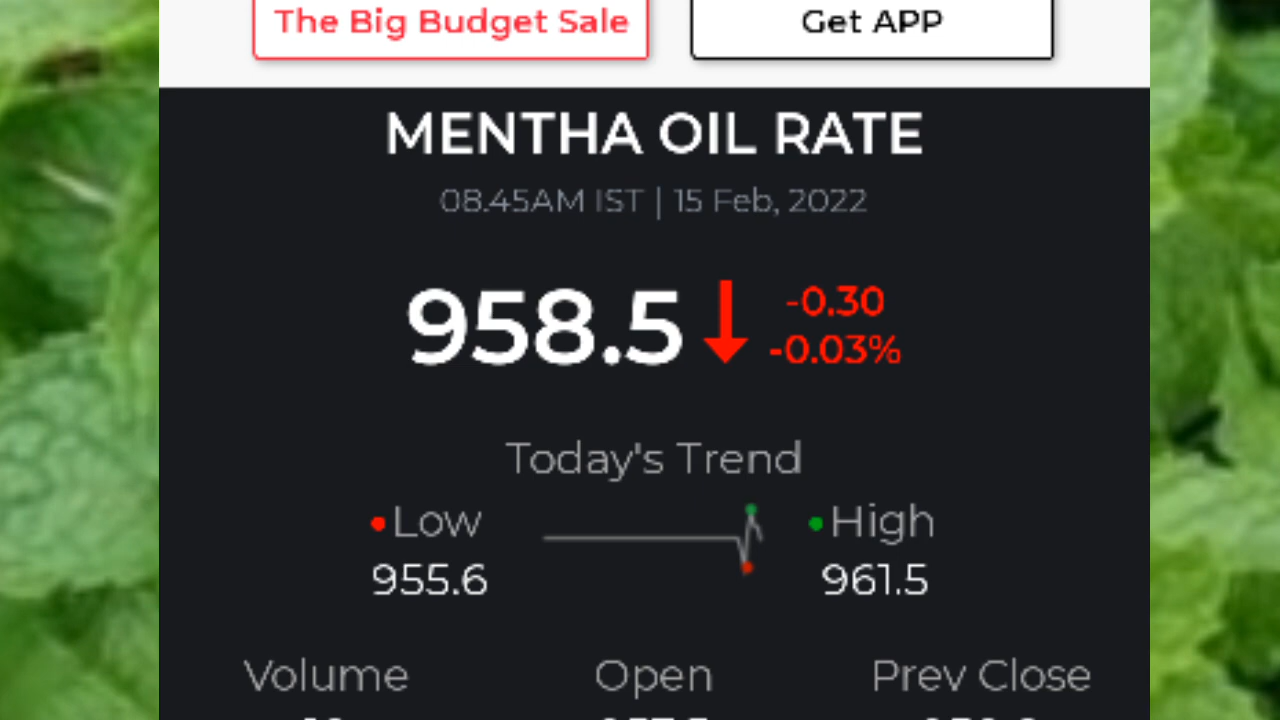 The Big Budget Sale
Get APP
MENTHA OIL RATE
08.45AM IST | 15 Feb, 2022
958.5
-0.30
-0.03%
Today's Trend
Low
High
955.6
961.5
Volume Open Prev Close